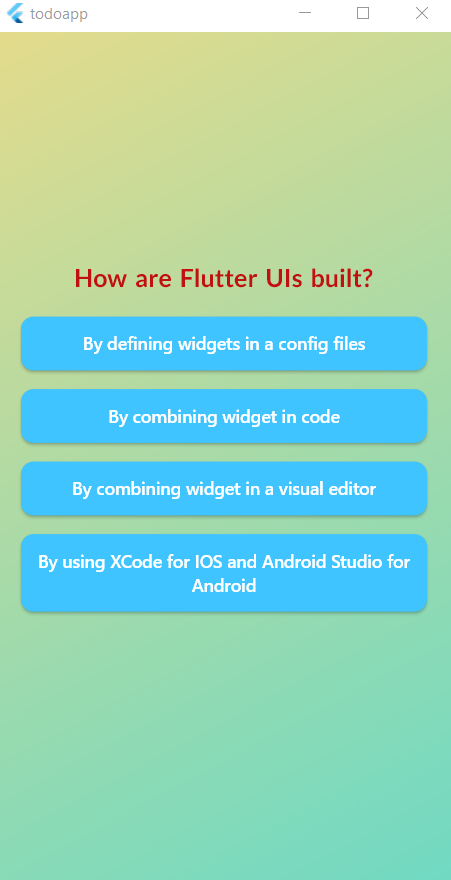 todoapp
How are Flutter UIs built?
By defining widgets in a config files
By combining widget in code
By combining widget in a visual editor
By using XCode for IOS and Android Studio for
Android